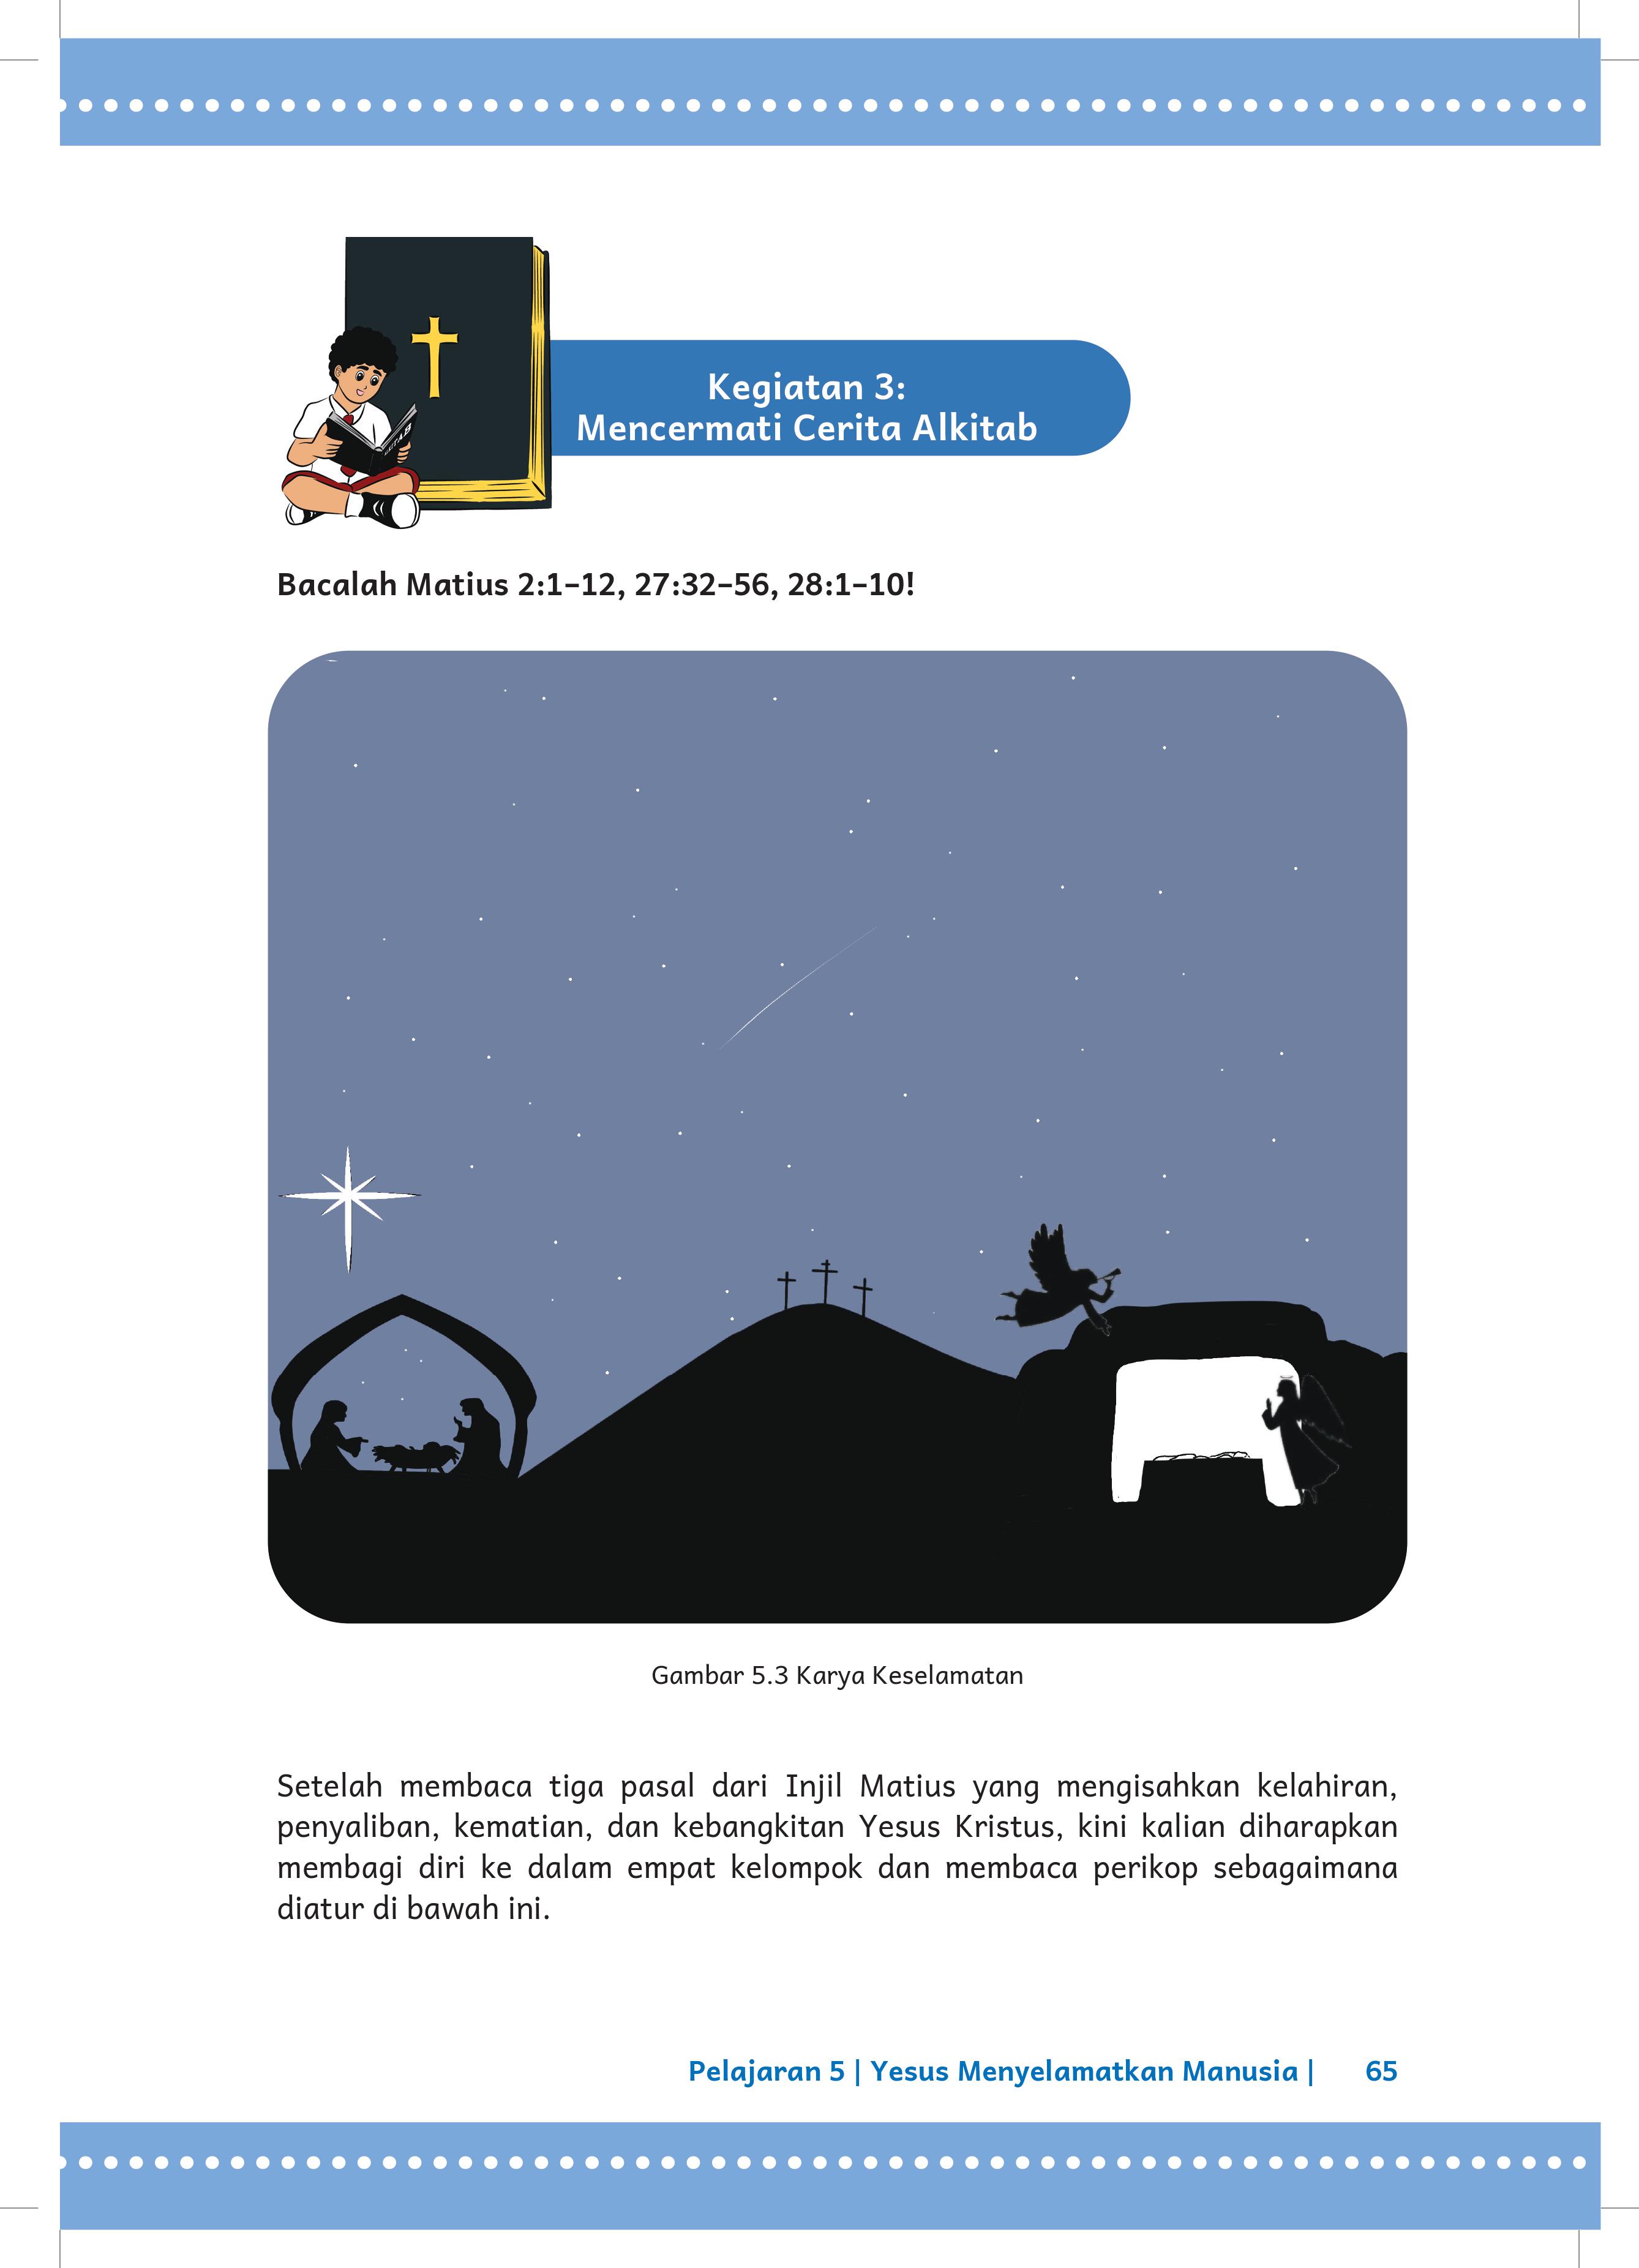 Kegiatan 3:
Mencermati Cerita Alkitab
Bacalah Matius 2:1–12, 27:32–56, 28:1–10!
Gambar 5.3 Karya Keselamatan
Setelah membaca tiga pasal dari Injil Matius yang mengisahkan kelahiran,
penyaliban, kematian, dan kebangkitan Yesus Kristus, kini kalian diharapkan
membagi diri ke dalam empat kelompok dan membaca perikop sebagaimana
diatur di bawah ini.
Pelajaran 5 | Yesus Menyelamatkan Manusia | 65